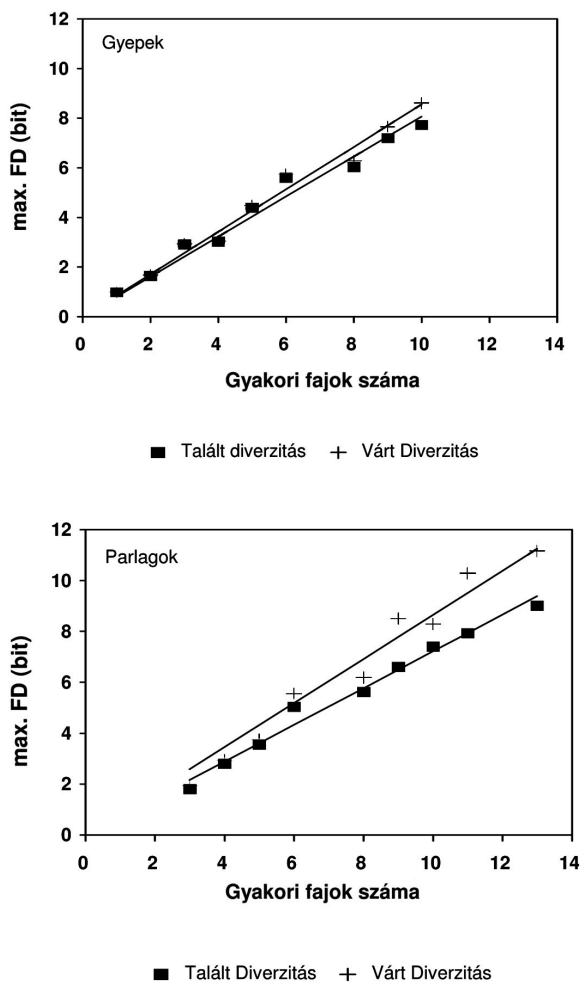 12
Gyepek
10
8
6
4
2
0
max. FD (bit)
0 2 4 6 8 10 12 14
Gyakori fajok száma
Talált diverzitás Várt Diverzitás
12
Parlagok
10
8
6
4
2
0
max. FD (bit)
0 2 4 6 8 10 12 14
Gyakori fajok száma
Talált Diverzitás Várt Diverzitás